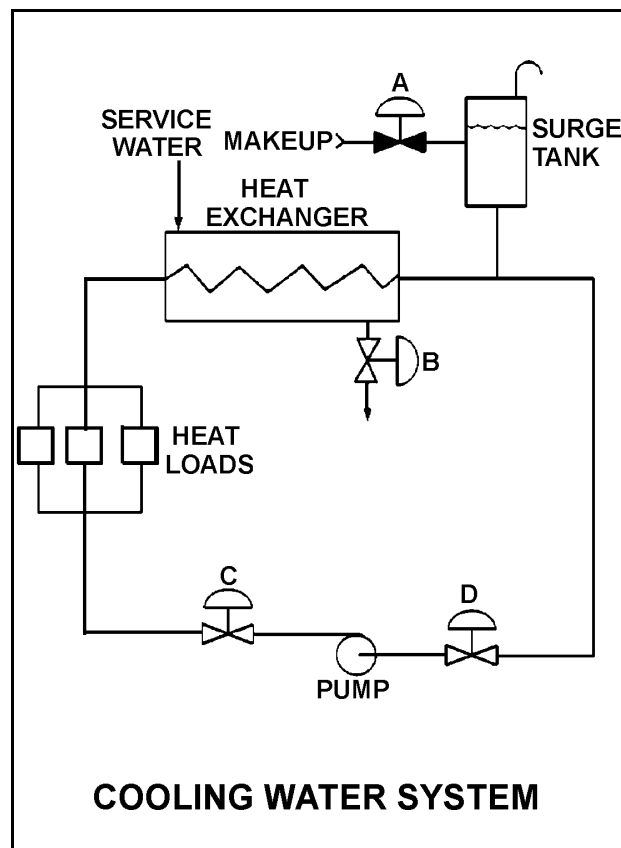 A
SERVICE
WATER
MAKEUP
SURGE
TANK
HEAT
EXCHANGER
B
HEAT
LOADS
C
D
PUMP
COOLING WATER SYSTEM